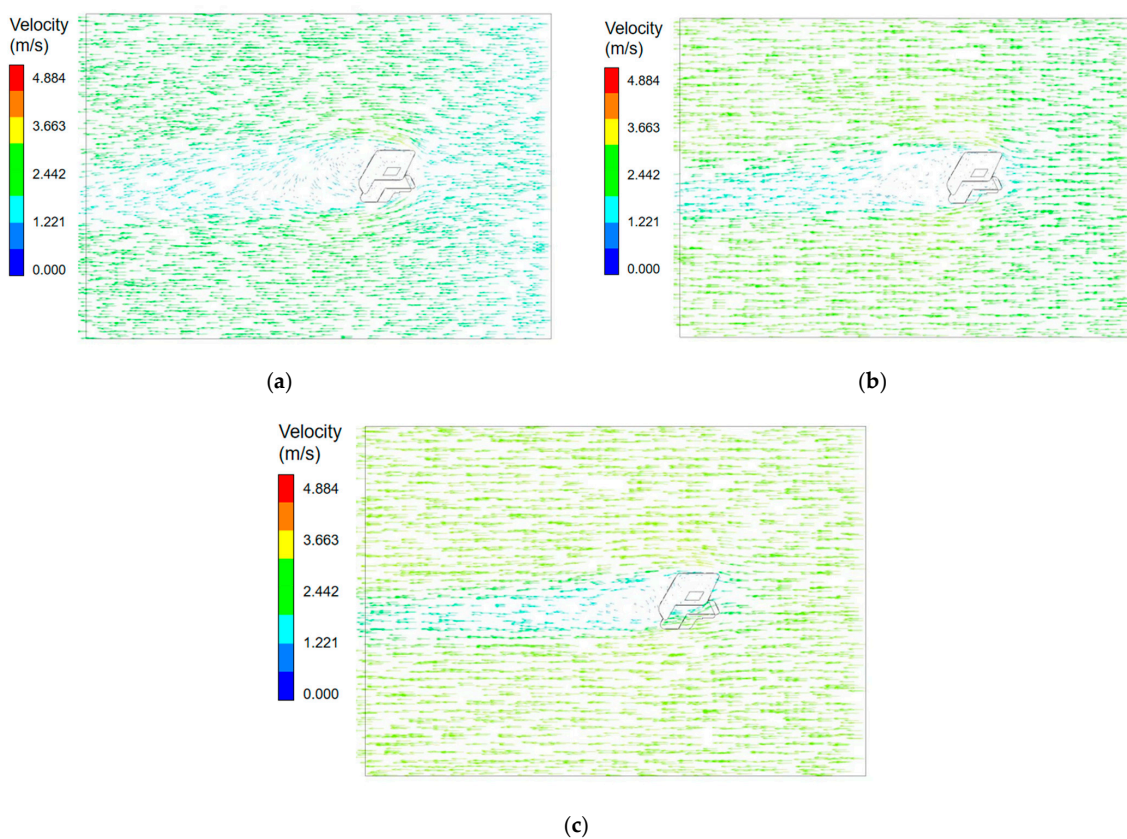 Velocity
(m/s)
4.884
3.663
2.442
1.221
0.000
(a)
Velocity
(m/s)
4.884
3.663
2.442
1.221
0.000
(b)
Velocity
(m/s)
4.884
3.663
2.442
1.221
0.000
(c)